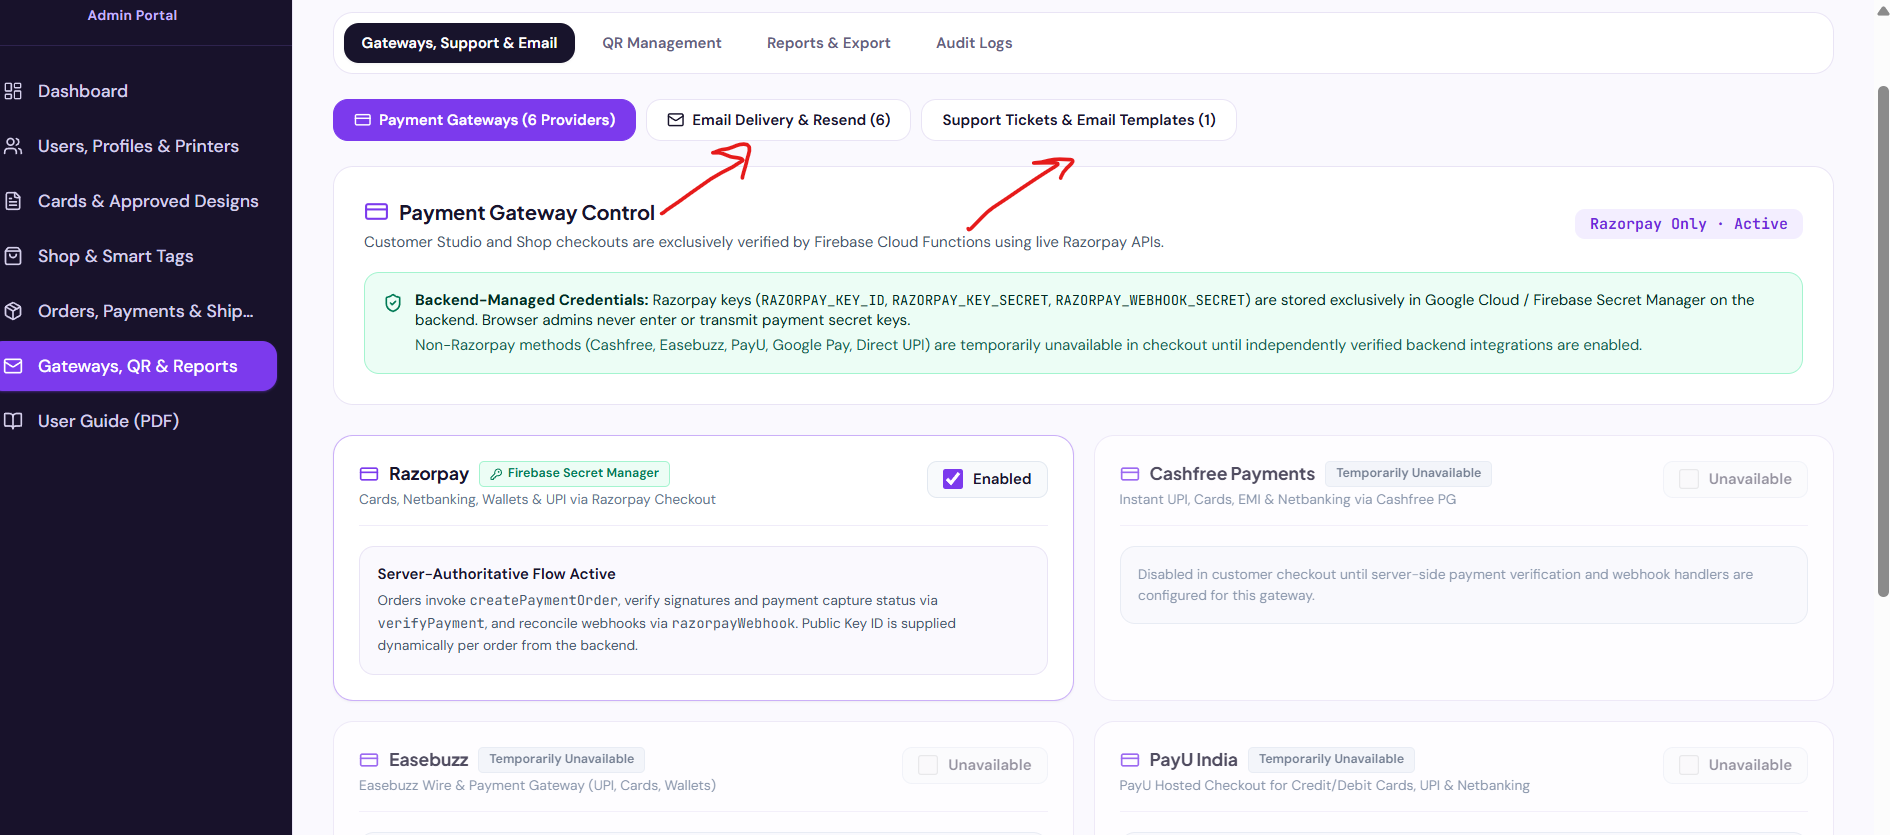 Admin Portal
Dashboard
Users, Profiles & Printers
Cards & Approved Designs
Shop & Smart Tags
Orders, Payments & Ship...
Gateways, QR & Reports
User Guide (PDF)
Gateways, Support & Email
QR Management
Reports & Export
Audit Logs
Payment Gateways (6 Providers)
Email Delivery & Resend (6)
Support Tickets & Email Templates (1)
Payment Gateway Control
Customer Studio and Shop checkouts are exclusively verified by Firebase Cloud Functions using live Razorpay APIs.
Razorpay Only · Active
Backend-Managed Credentials: Razorpay keys (RAZORPAY_KEY_ID, RAZORPAY_KEY_SECRET, RAZORPAY_WEBHOOK_SECRET) are stored exclusively in Google Cloud / Firebase Secret Manager on the
backend. Browser admins never enter or transmit payment secret keys.
Non-Razorpay methods (Cashfree, Easebuzz, PayU, Google Pay, Direct UPI) are temporarily unavailable in checkout until independently verified backend integrations are enabled.
Razorpay
Firebase Secret Manager
Enabled
Cards, Netbanking, Wallets & UPI via Razorpay Checkout
Server-Authoritative Flow Active
Orders invoke createPaymentOrder, verify signatures and payment capture status via
verifyPayment, and reconcile webhooks via razorpayWebhook. Public Key ID is supplied
dynamically per order from the backend.
Cashfree Payments
Temporarily Unavailable
Unavailable
Instant UPI, Cards, EMI & Netbanking via Cashfree PG
Disabled in customer checkout until server-side payment verification and webhook handlers are
configured for this gateway.
Easebuzz
Temporarily Unavailable
Unavailable
Easebuzz Wire & Payment Gateway (UPI, Cards, Wallets)
PayU India
Temporarily Unavailable
Unavailable
PayU Hosted Checkout for Credit/Debit Cards, UPI & Netbanking